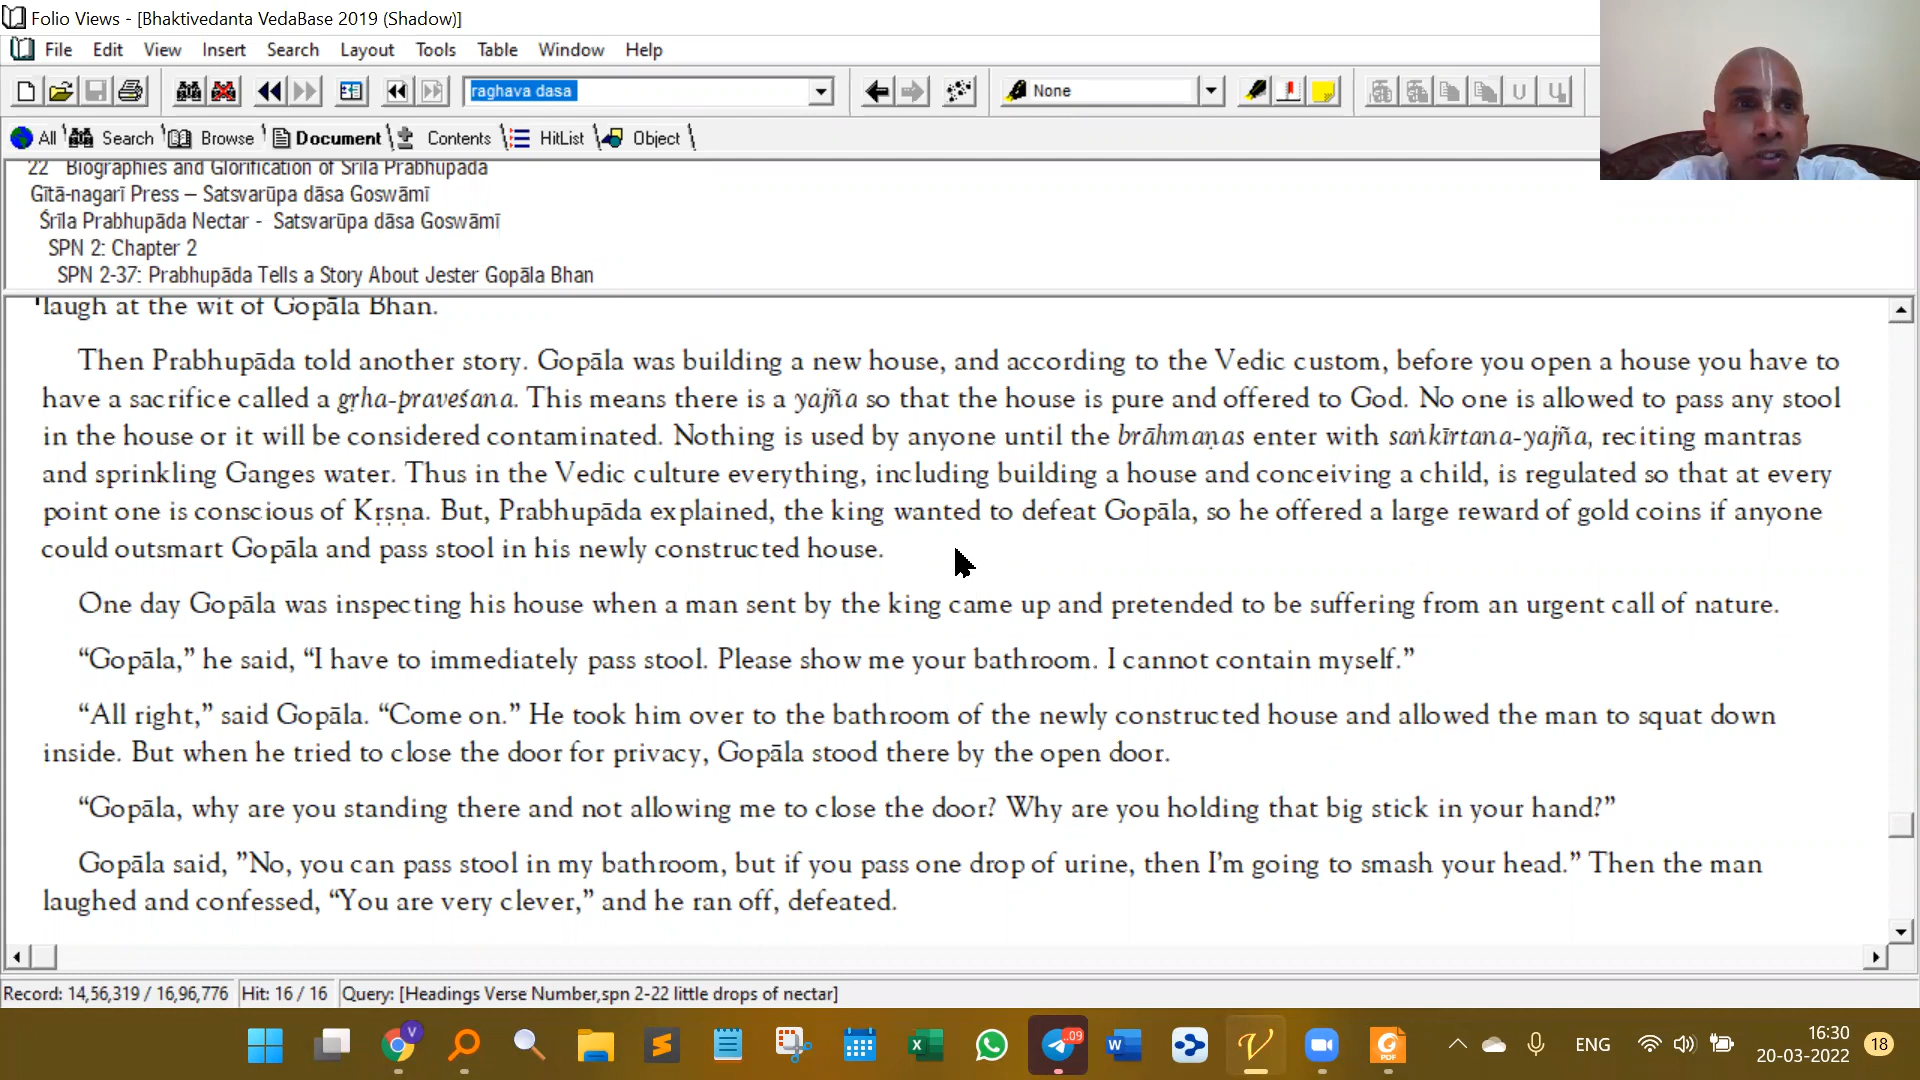 Folio Views - [Bhaktivedanta VedaBase 2019 (Shadow)]
File Edit View Insert Search Layout Tools Table Window Help
raghava dasa
None
All Search Browse Document Contents HitList Object
22 Biographies and Glorification of Śrīla Prabhupāda
Gītā-nagarī Press – Satsvarūpa dāsa Goswāmī
Śrīla Prabhupāda Nectar - Satsvarūpa dāsa Goswāmī
SPN 2: Chapter 2
SPN 2-37: Prabhupāda Tells a Story About Jester Gopāla Bhan
laugh at the wit of Gopāla Bhan.
Then Prabhupāda told another story. Gopāla was building a new house, and according to the Vedic custom, before you open a house you have to
have a sacrifice called a gṛha-praveśana. This means there is a yajña so that the house is pure and offered to God. No one is allowed to pass any stool
in the house or it will be considered contaminated. Nothing is used by anyone until the brāhmaṇas enter with saṅkīrtana-yajña, reciting mantras
and sprinkling Ganges water. Thus in the Vedic culture everything, including building a house and conceiving a child, is regulated so that at every
point one is conscious of Kṛṣṇa. But, Prabhupāda explained, the king wanted to defeat Gopāla, so he offered a large reward of gold coins if anyone
could outsmart Gopāla and pass stool in his newly constructed house.
One day Gopāla was inspecting his house when a man sent by the king came up and pretended to be suffering from an urgent call of nature.
“Gopāla,” he said, “I have to immediately pass stool. Please show me your bathroom. I cannot contain myself.”
“All right,” said Gopāla. “Come on.” He took him over to the bathroom of the newly constructed house and allowed the man to squat down
inside. But when he tried to close the door for privacy, Gopāla stood there by the open door.
“Gopāla, why are you standing there and not allowing me to close the door? Why are you holding that big stick in your hand?”
Gopāla said, ”No, you can pass stool in my bathroom, but if you pass one drop of urine, then I’m going to smash your head.” Then the man
laughed and confessed, “You are very clever,” and he ran off, defeated.
Record: 14,56,319 / 16,96,776 Hit: 16 / 16 Query: [Headings Verse Number,spn 2-22 little drops of nectar]
V ..09 PDF ENG 16:30 18
20-03-2022